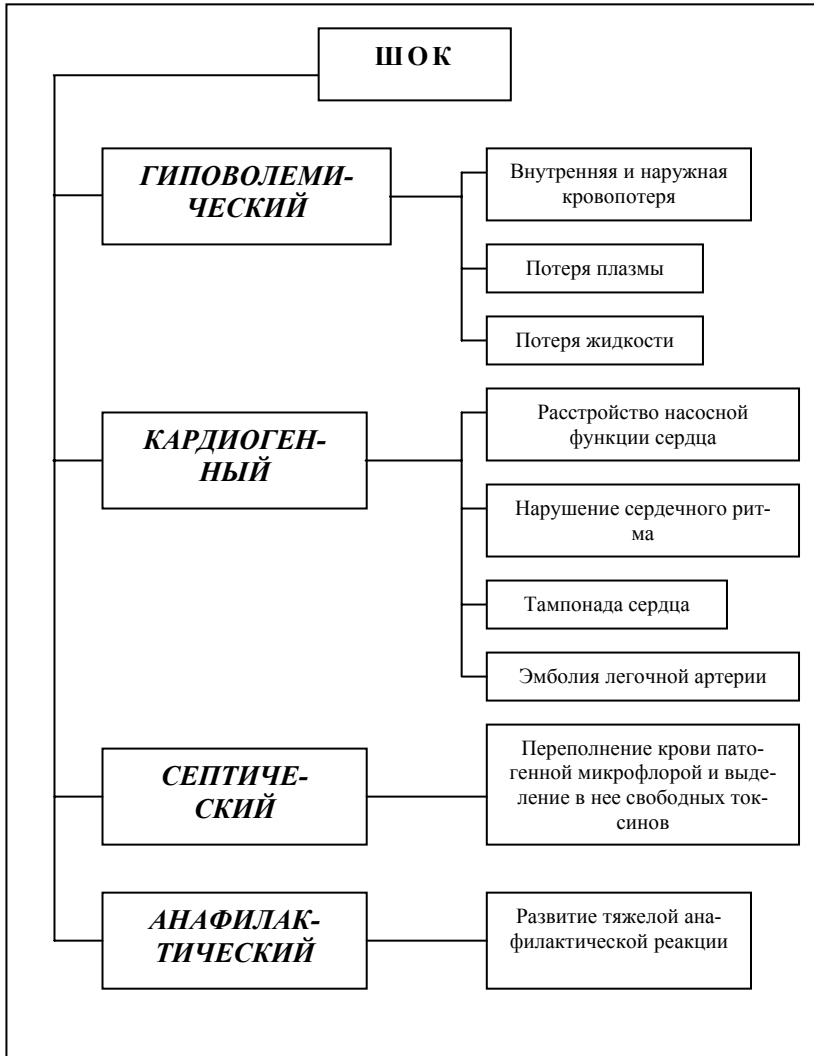 ШОК
ГИПОВОЛЕМИ-
ЧЕСКИЙ
Внутренняя и наружная
кровопотеря
Потеря плазмы
Потеря жидкости
КАРДИОГЕН-
НЫЙ
Расстройство насосной
функции сердца
Нарушение сердечного рит-
ма
Тампонада сердца
Эмболия легочной артерии
СЕПТИЧЕ-
СКИЙ
Переполнение крови пато-
генной микрофлорой и выде-
ление в нее свободных ток-
синов
АНАФИЛАК-
ТИЧЕСКИЙ
Развитие тяжелой ана-
филактической реакции